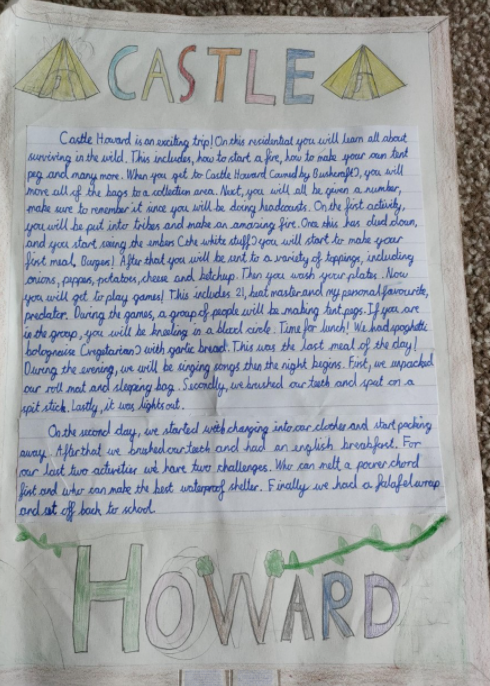 CASTLE
Castle Howard is an exciting trip! On this residential you will learn all about
surviving in the wild. This includes, how to start a fire, how to make your own tent
peg and many more. When you get to Castle Howard (owned by Bushcraft), you will
move all of the bags to a collection area. Next, you will all be given a number,
make sure to remember it since you will be doing headcounts. On the first activity,
you will be put into tribes and make an amazing fire. Once this has died down,
and you start using the embers (the white stuff) you will start to make your
first meal, Burgers! After that you will be sent to a variety of toppings, including
onions, peppers, potatoes, cheese and ketchup. Then you wash your plates. Now
you will get to play games! This includes 21, beat master and my personal favourite,
predator. During the games, a group of people will be making tent pegs. If you are
in the group, you will be kneeling in a blood circle. Time for lunch! We had spaghetti
bolognaise (vegetarian) with garlic bread. This was the last meal of the day!
During the evening, we will be singing songs then the night begins. First, we unpacked
our roll mat and sleeping bag. Secondly, we brushed our teeth and spat on a
spit stick. Lastly, it was lights out.
On the second day, we started with changing into our clothes and start packing
away. After that we brushed our teeth and had an english breakfast. For
our last two activities we have two challenges. Who can melt a power chord
first and who can make the best waterproof shelter. Finally we had a falafel wrap
and set off back to school.
HOWARD